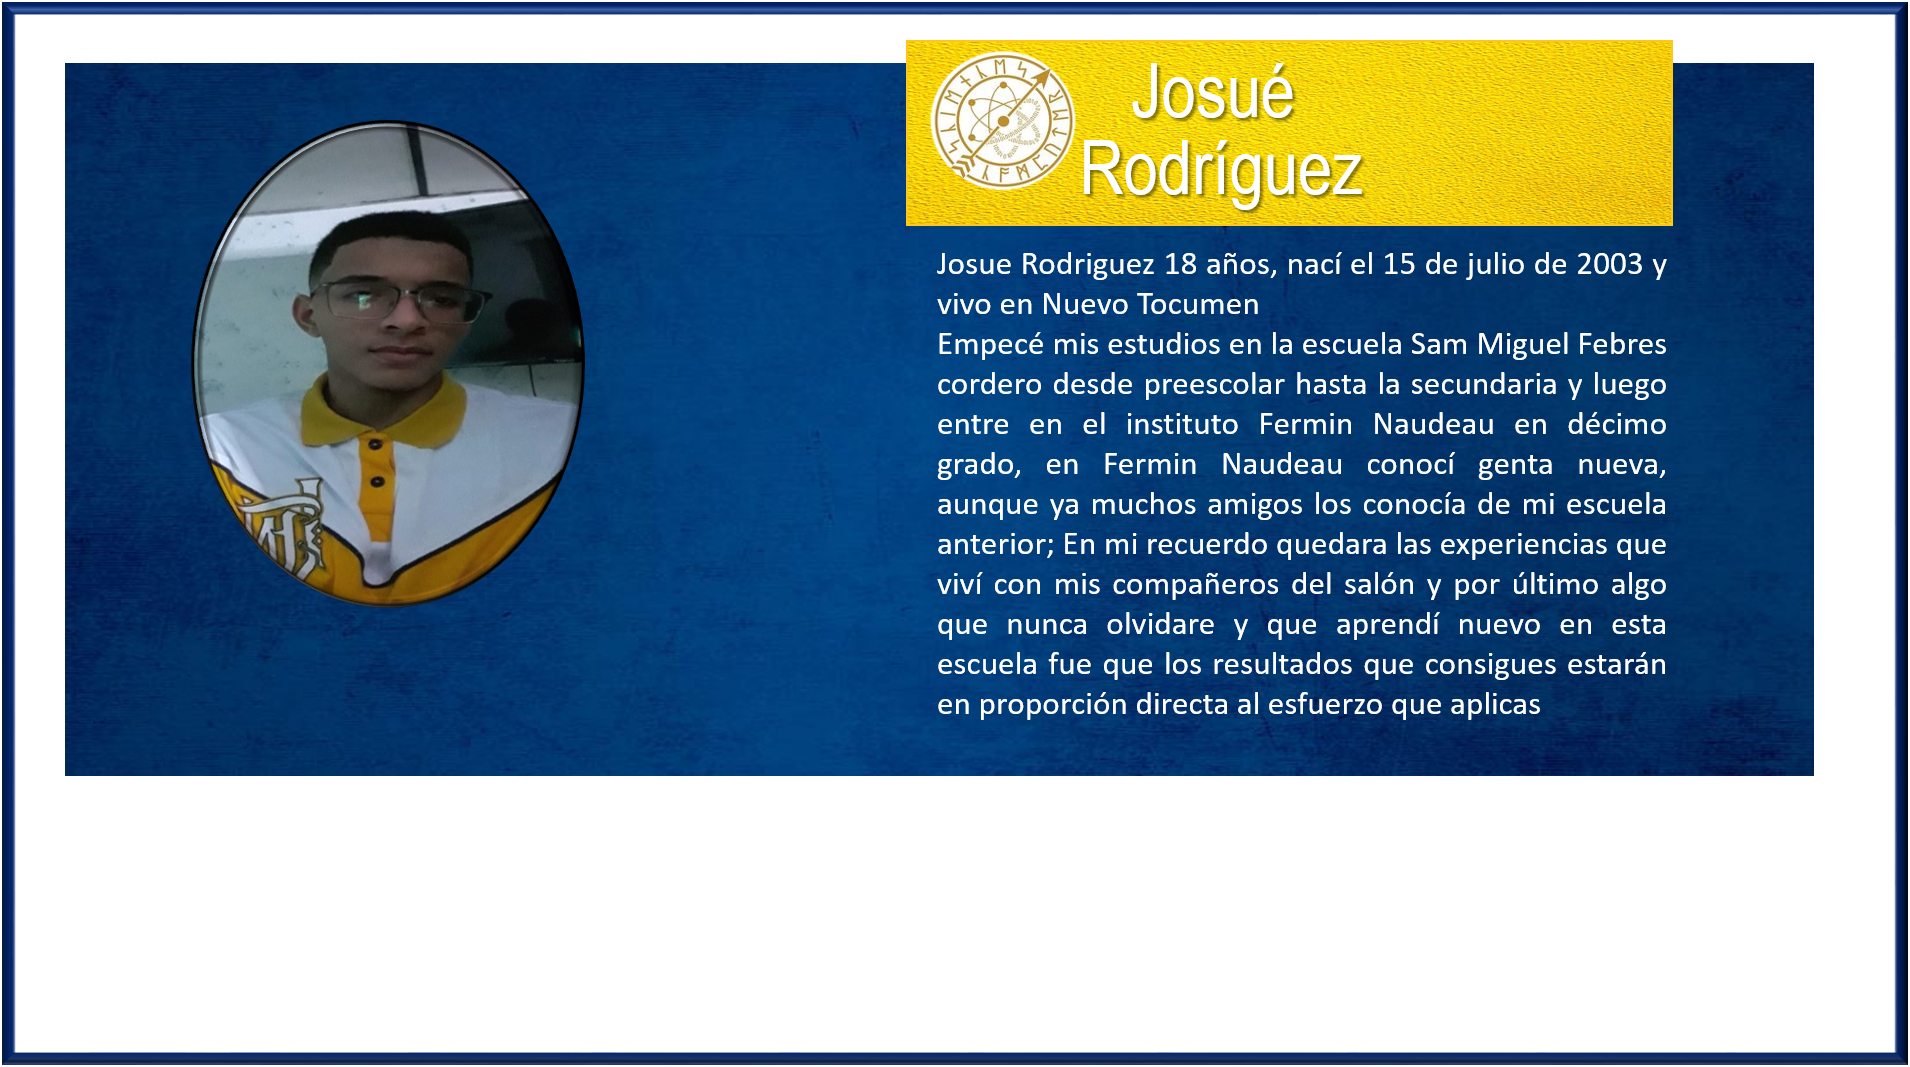 Josué
Rodríguez
Josue Rodriguez 18 años, nací el 15 de julio de 2003 y
vivo en Nuevo Tocumen
Empecé mis estudios en la escuela Sam Miguel Febres
cordero desde preescolar hasta la secundaria y luego
entre en el instituto Fermin Naudeau en décimo
grado, en Fermin Naudeau conocí genta nueva,
aunque ya muchos amigos los conocía de mi escuela
anterior; En mi recuerdo quedara las experiencias que
viví con mis compañeros del salón y por último algo
que nunca olvidare y que aprendí nuevo en esta
escuela fue que los resultados que consigues estarán
en proporción directa al esfuerzo que aplicas